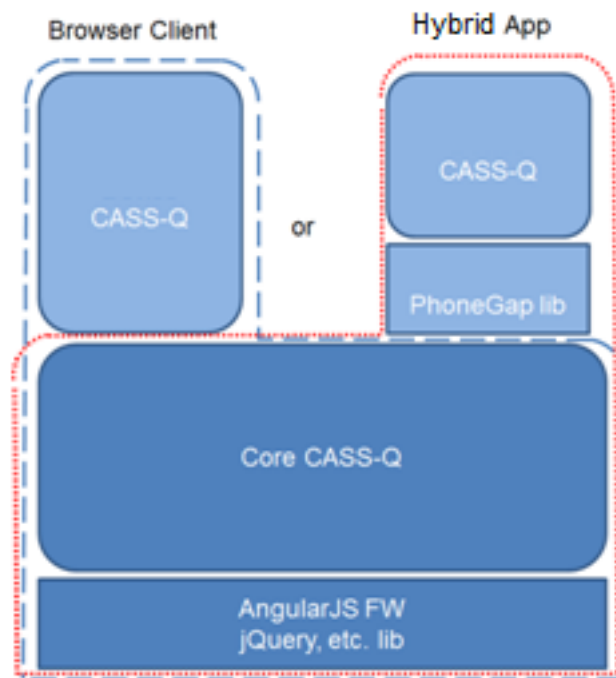 Browser Client
Hybrid App
CASS-Q
or
CASS-Q
PhoneGap lib
Core CASS-Q
AngularJS FW
jQuery, etc. lib